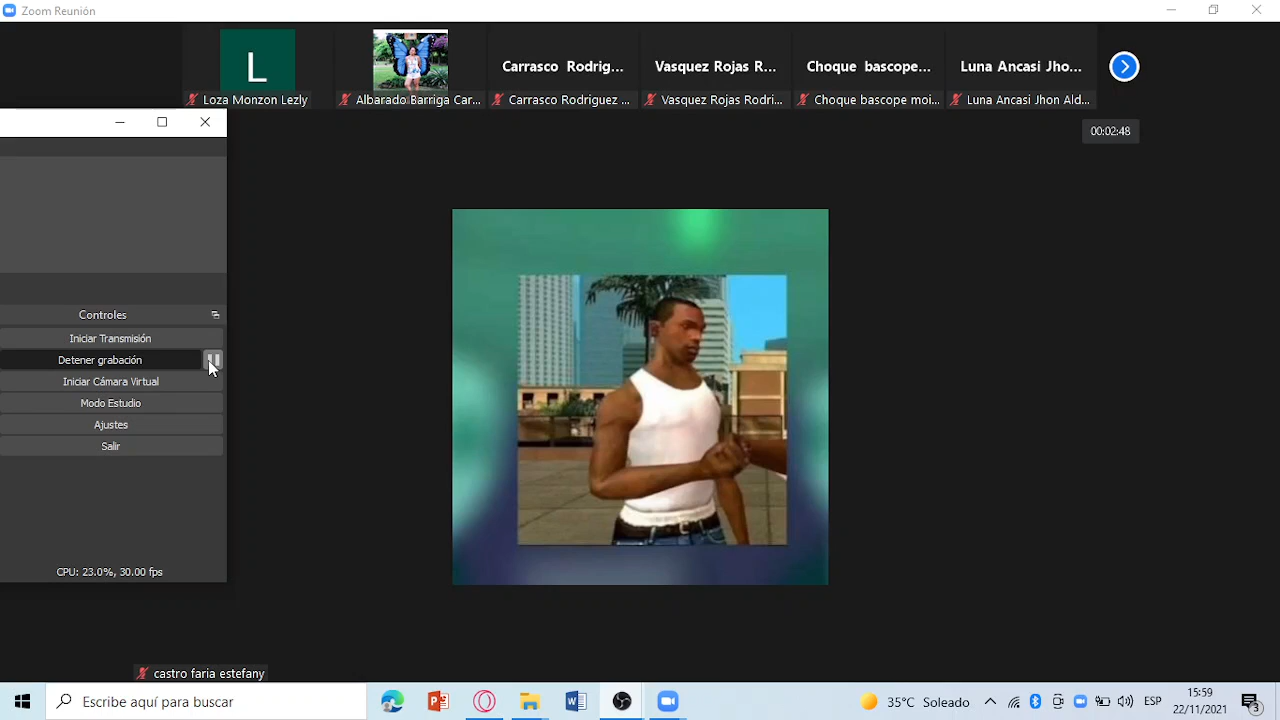 Zoom Reunión
L
Carrasco Rodrig...
Vasquez Rojas R...
Choque bascope...
Luna Ancasi Jho...
Loza Monzon Lezly
Albarado Barriga Car...
Carrasco Rodriguez ...
Vasquez Rojas Rodri...
Choque bascope moi...
Luna Ancasi Jhon Ald...
00:02:48
Controles
Iniciar Transmisión
Detener grabación
Iniciar Cámara Virtual
Modo Estudio
Ajustes
Salir
CPU: 23.0%, 30.00 fps
castro faria estefany
Escribe aquí para buscar
35°C Soleado
ESP
15:59
22/11/2021
3